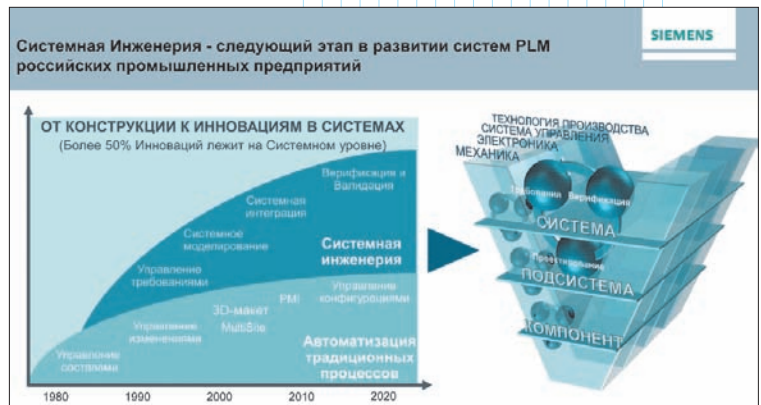 Системная Инженерия - следующий этап в развитии систем PLM
российских промышленных предприятий
SIEMENS
ОТ КОНСТРУКЦИИ К ИННОВАЦИЯМ В СИСТЕМАХ
(Более 50% Инноваций лежит на Системном уровне)
Верификация и
Валидация
Системная
интеграция
Системное
моделирование
Системная
инженерия
Управление
требованиями
Управление
конфигурациями
PMI
3D-макет
MultiSite
Управление
изменениями
Автоматизация
традиционных
процессов
Управление
составами
1980 1990 2000 2010 2020
ТЕХНОЛОГИЯ ПРОИЗВОДСТВА
СИСТЕМА УПРАВЛЕНИЯ
ЭЛЕКТРОНИКА
МЕХАНИКА
Требования Верификация
СИСТЕМА
Проектирование
ПОДСИСТЕМА
КОМПОНЕНТ